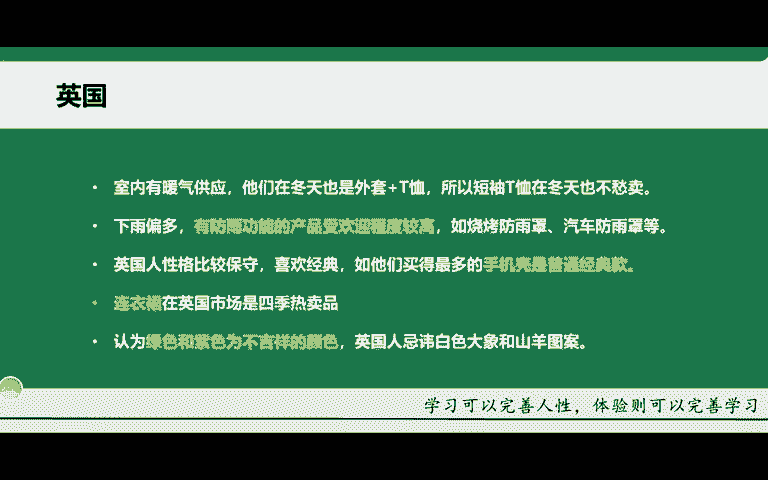 英国
• 室内有暖气供应，他们在冬天也是外套+T恤，所以短袖T恤在冬天也不愁卖。
• 下雨偏多，有防雨功能的产品受欢迎程度较高，如烧烤防雨罩、汽车防雨罩等。
• 英国人性格比较保守，喜欢经典，如他们买得最多的手机壳是普通经典款。
• 连衣裙在英国市场是四季热卖品
• 认为绿色和紫色为不吉祥的颜色，英国人忌讳白色大象和山羊图案。
学习可以完善人性，体验则可以完善学习